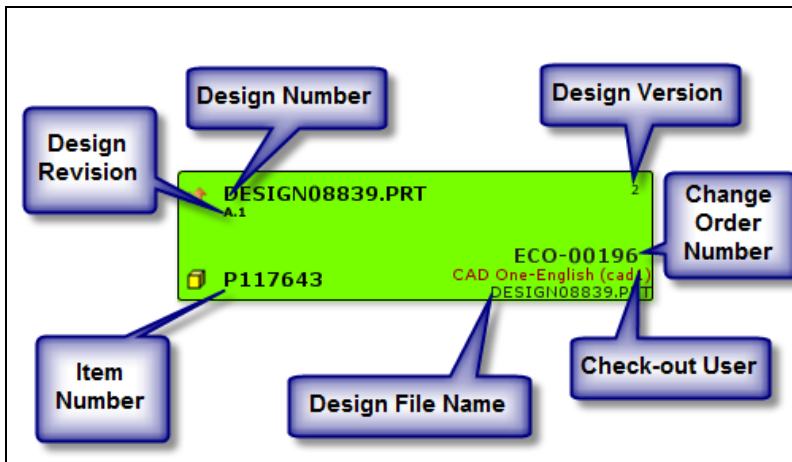 Design Number
Design Version
Design
Revision
DESIGN08839.PRT
2
A.1
Change
Order
Number
ECO-00196
CAD One-English (cad1)
P117643
DESIGN08839.PRT
Item
Number
Design File Name
Check-out User